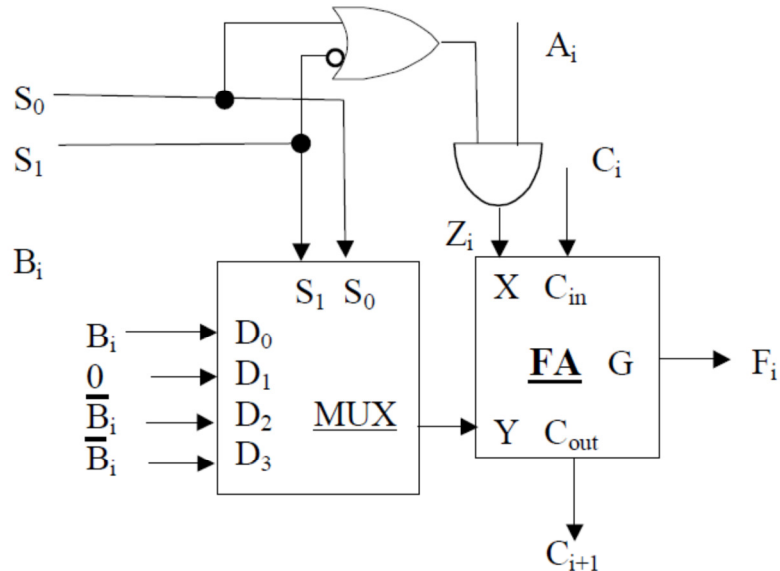 A_i
S_0
S_1
C_i
Z_i
B_i
S_1 S_0
X C_in
B_i D_0
0 D_1
B̅_i D_2
B̅_i D_3
MUX
FA G
F_i
Y C_out
C_i+1